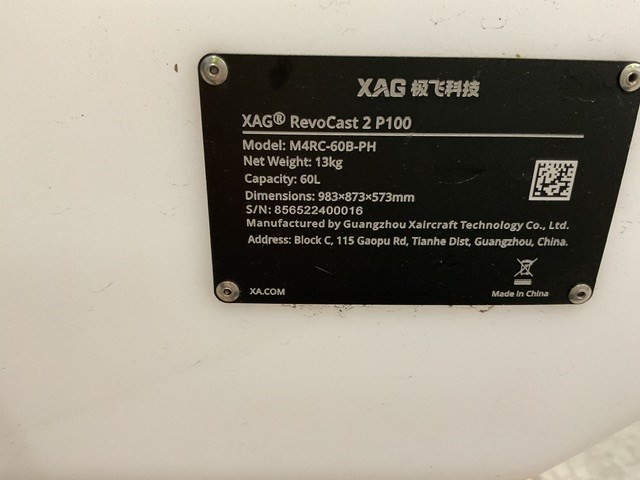 XAG 极飞科技
XAG® RevoCast 2 P100
Model: M4RC-60B-PH
Net Weight: 13kg
Capacity: 60L
Dimensions: 983×873×573mm
S/N: 856522400016
Manufactured by Guangzhou Xaircraft Technology Co., Ltd.
Address: Block C, 115 Gaopu Rd, Tianhe Dist, Guangzhou, China.
XA.COM
Made in China